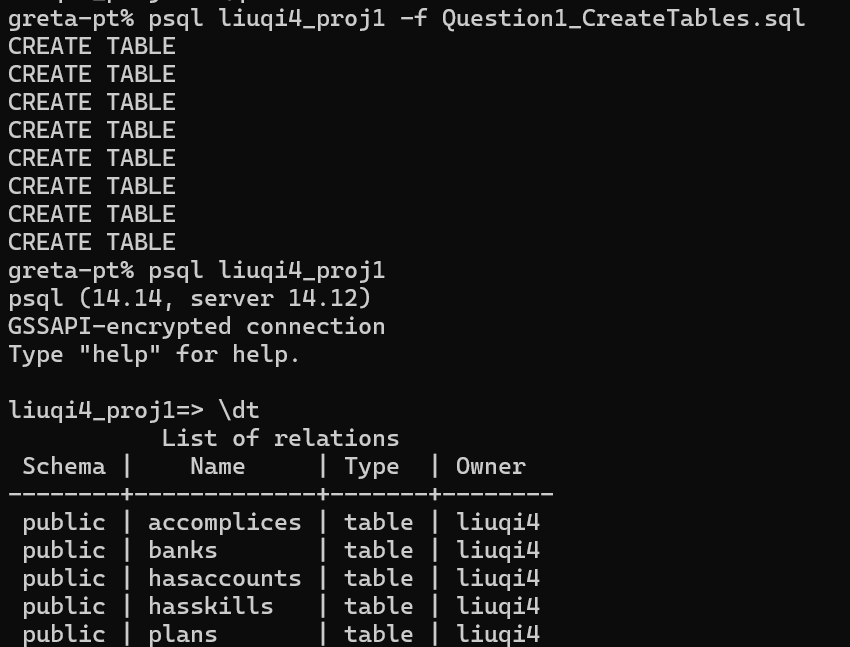 greta-pt% psql liuqi4_proj1 -f Question1_CreateTables.sql
CREATE TABLE
CREATE TABLE
CREATE TABLE
CREATE TABLE
CREATE TABLE
CREATE TABLE
CREATE TABLE
CREATE TABLE
greta-pt% psql liuqi4_proj1
psql (14.14, server 14.12)
GSSAPI-encrypted connection
Type "help" for help.

liuqi4_proj1=> \dt
           List of relations
 Schema |    Name     | Type  | Owner
--------+-------------+-------+--------
 public | accomplices | table | liuqi4
 public | banks       | table | liuqi4
 public | hasaccounts | table | liuqi4
 public | hasskills   | table | liuqi4
 public | plans       | table | liuqi4